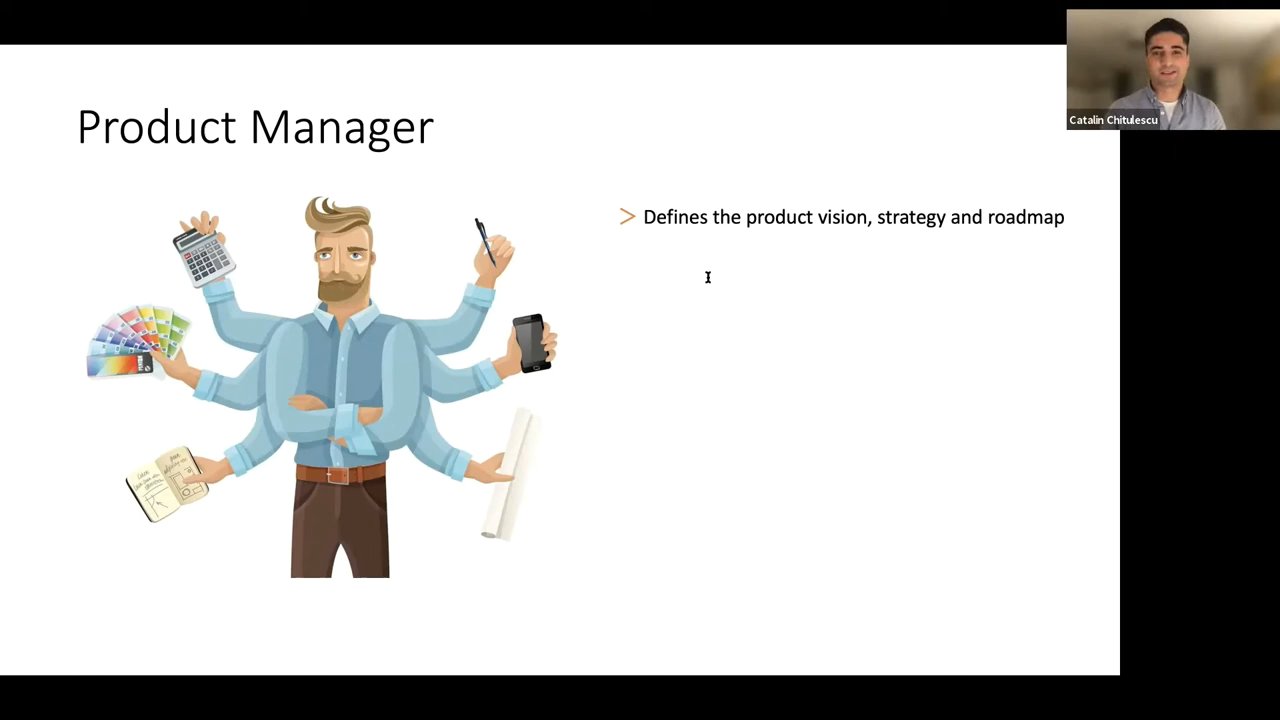 Product Manager
Catalin Chitulescu
> Defines the product vision, strategy and roadmap